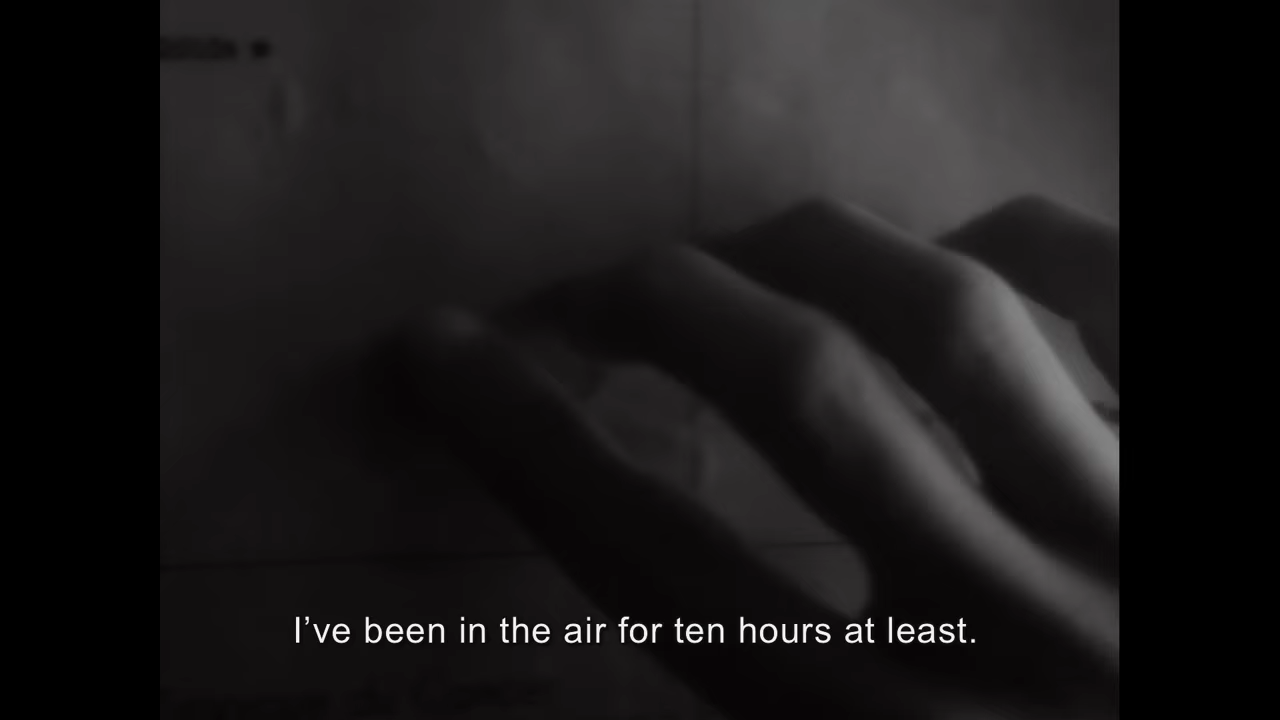 I’ve been in the air for ten hours at least.